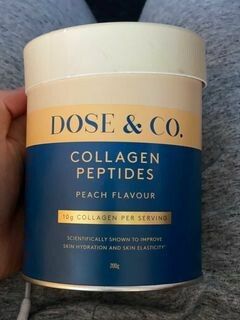 DOSE & CO.
COLLAGEN
PEPTIDES
PEACH FLAVOUR
10g COLLAGEN PER SERVING
SCIENTIFICALLY SHOWN TO IMPROVE
SKIN HYDRATION AND SKIN ELASTICITY*
200g